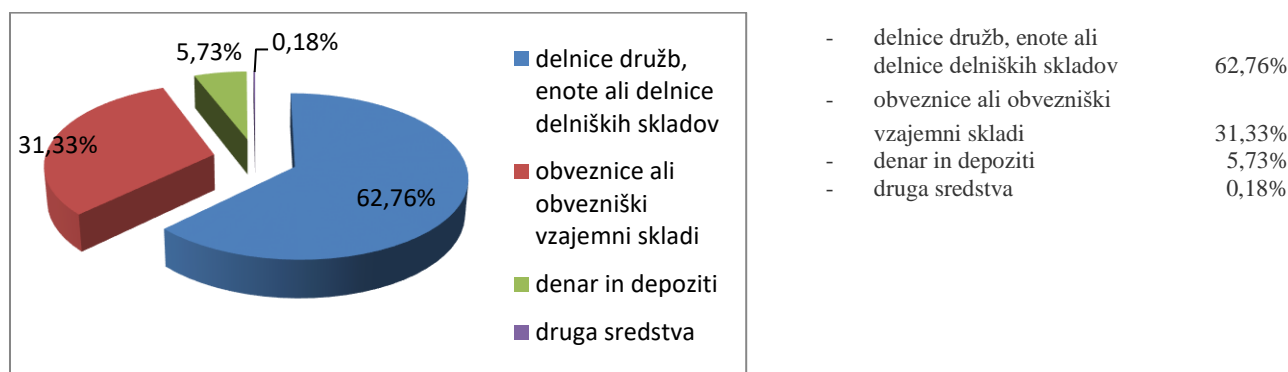 5,73%
0,18%
31,33%
62,76%
delnice družb,
enote ali delnice
delniških skladov
obveznice ali
obvezniški
vzajemni skladi
denar in depoziti
druga sredstva
- delnice družb, enote ali
delnice delniških skladov 62,76%
- obveznice ali obvezniški
vzajemni skladi 31,33%
- denar in depoziti 5,73%
- druga sredstva 0,18%